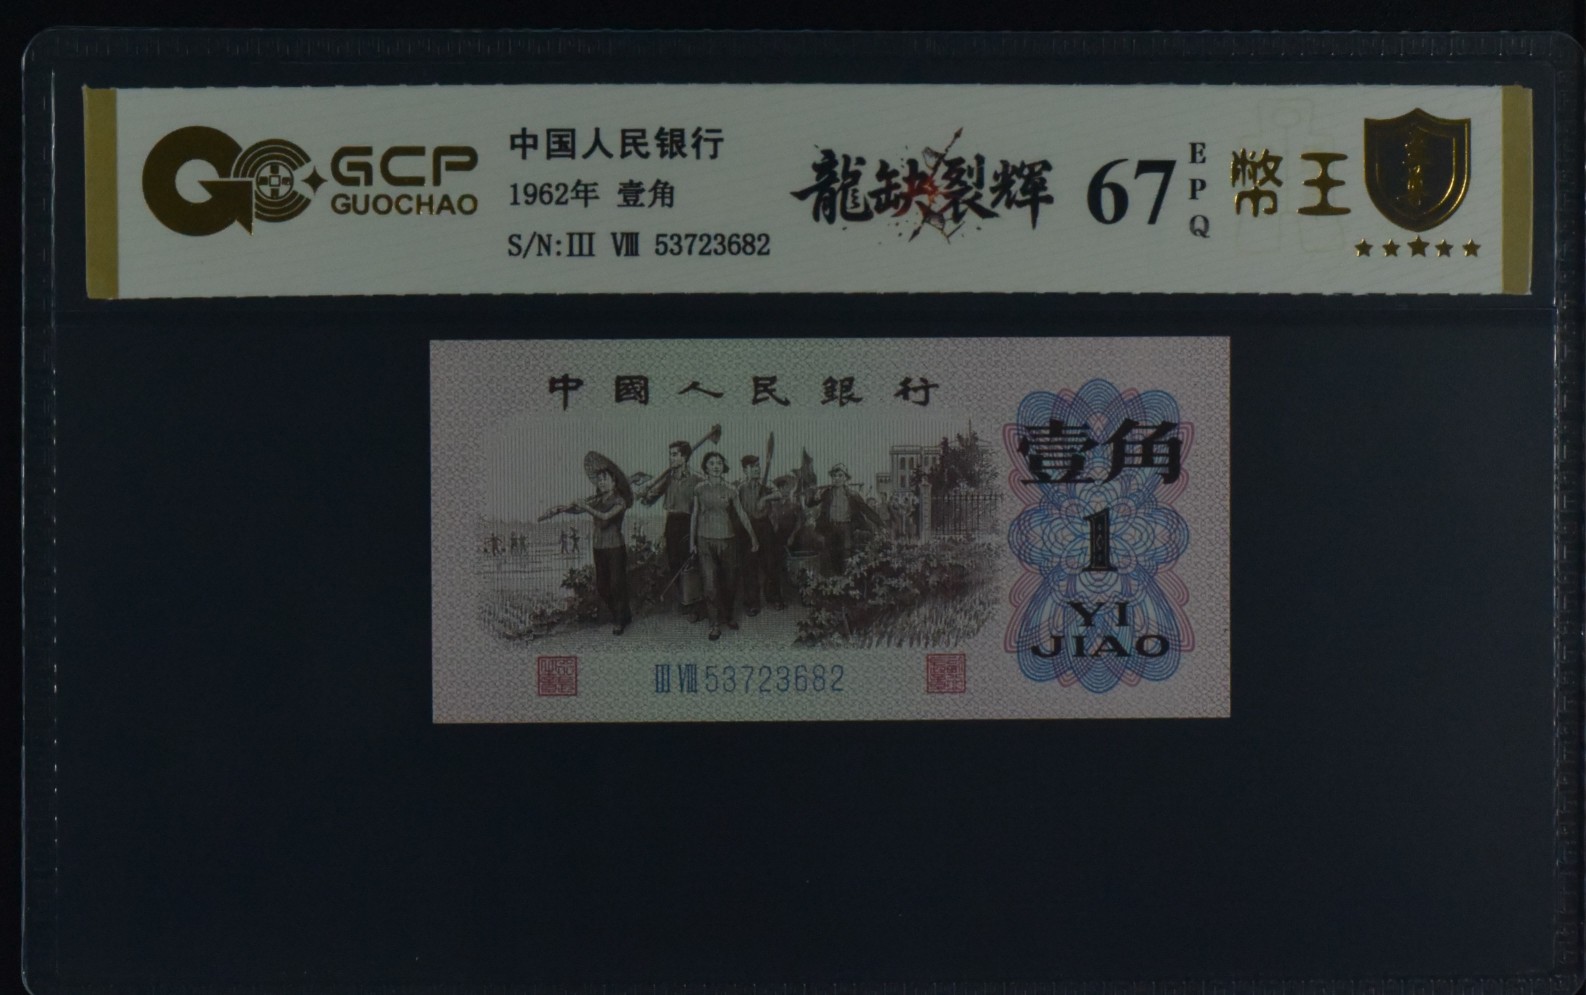 GCP
GUOCHAO
中国人民银行
1962年 壹角
S/N:Ⅲ Ⅷ 53723682
龍缺裂辉
67
EPQ
幣王
中國人民銀行
壹角
1
YI
JIAO
Ⅲ Ⅷ 53723682